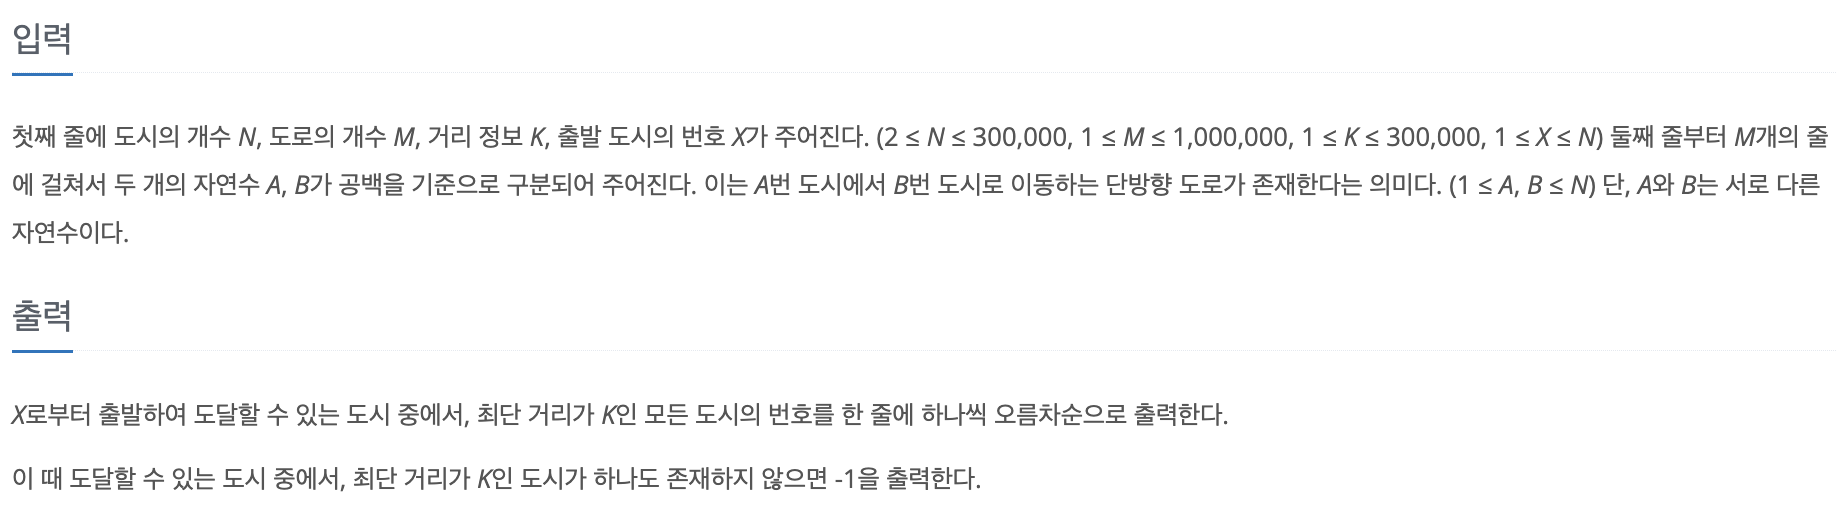 입력
첫째 줄에 도시의 개수 N, 도로의 개수 M, 거리 정보 K, 출발 도시의 번호 X가 주어진다. (2 ≤ N ≤ 300,000, 1 ≤ M ≤ 1,000,000, 1 ≤ K ≤ 300,000, 1 ≤ X ≤ N) 둘째 줄부터 M개의 줄
에 걸쳐서 두 개의 자연수 A, B가 공백을 기준으로 구분되어 주어진다. 이는 A번 도시에서 B번 도시로 이동하는 단방향 도로가 존재한다는 의미다. (1 ≤ A, B ≤ N) 단, A와 B는 서로 다른
자연수이다.
출력
X로부터 출발하여 도달할 수 있는 도시 중에서, 최단 거리가 K인 모든 도시의 번호를 한 줄에 하나씩 오름차순으로 출력한다.
이 때 도달할 수 있는 도시 중에서, 최단 거리가 K인 도시가 하나도 존재하지 않으면 -1을 출력한다.